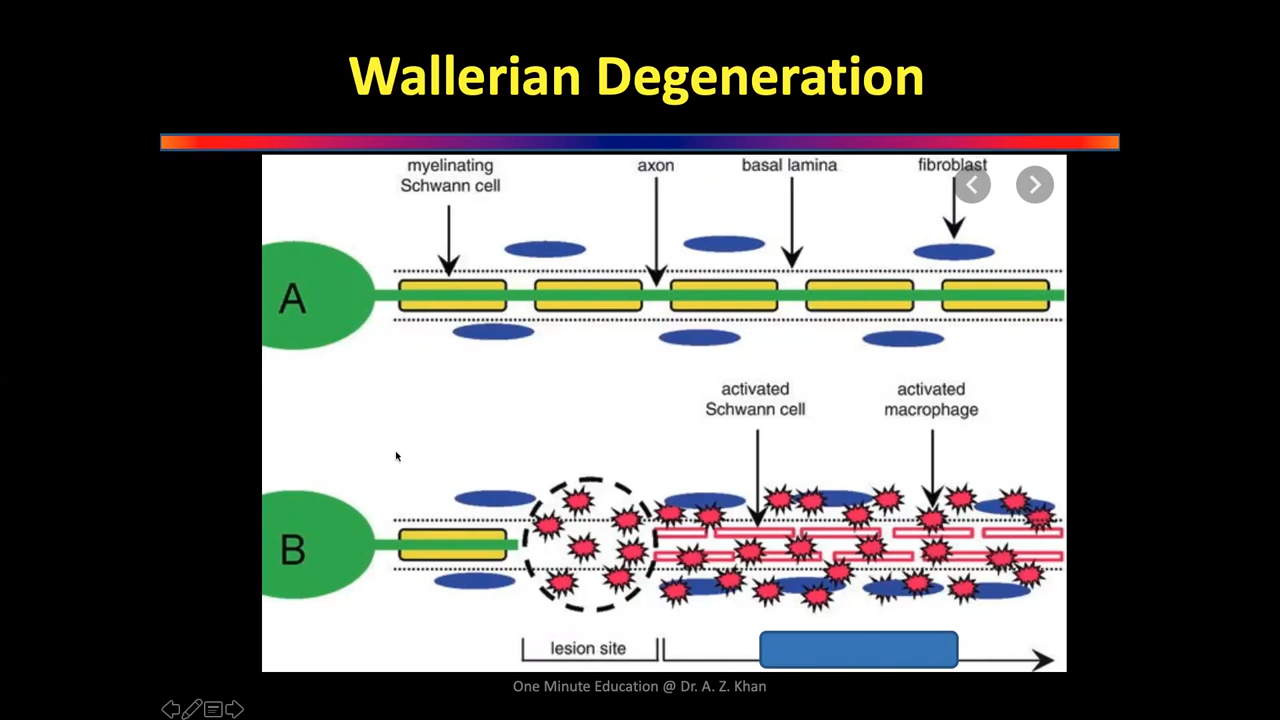 Wallerian Degeneration
myelinating
Schwann cell
axon
basal lamina
fibroblast
A
activated
Schwann cell
activated
macrophage
B
lesion site
One Minute Education @ Dr. A. Z. Khan